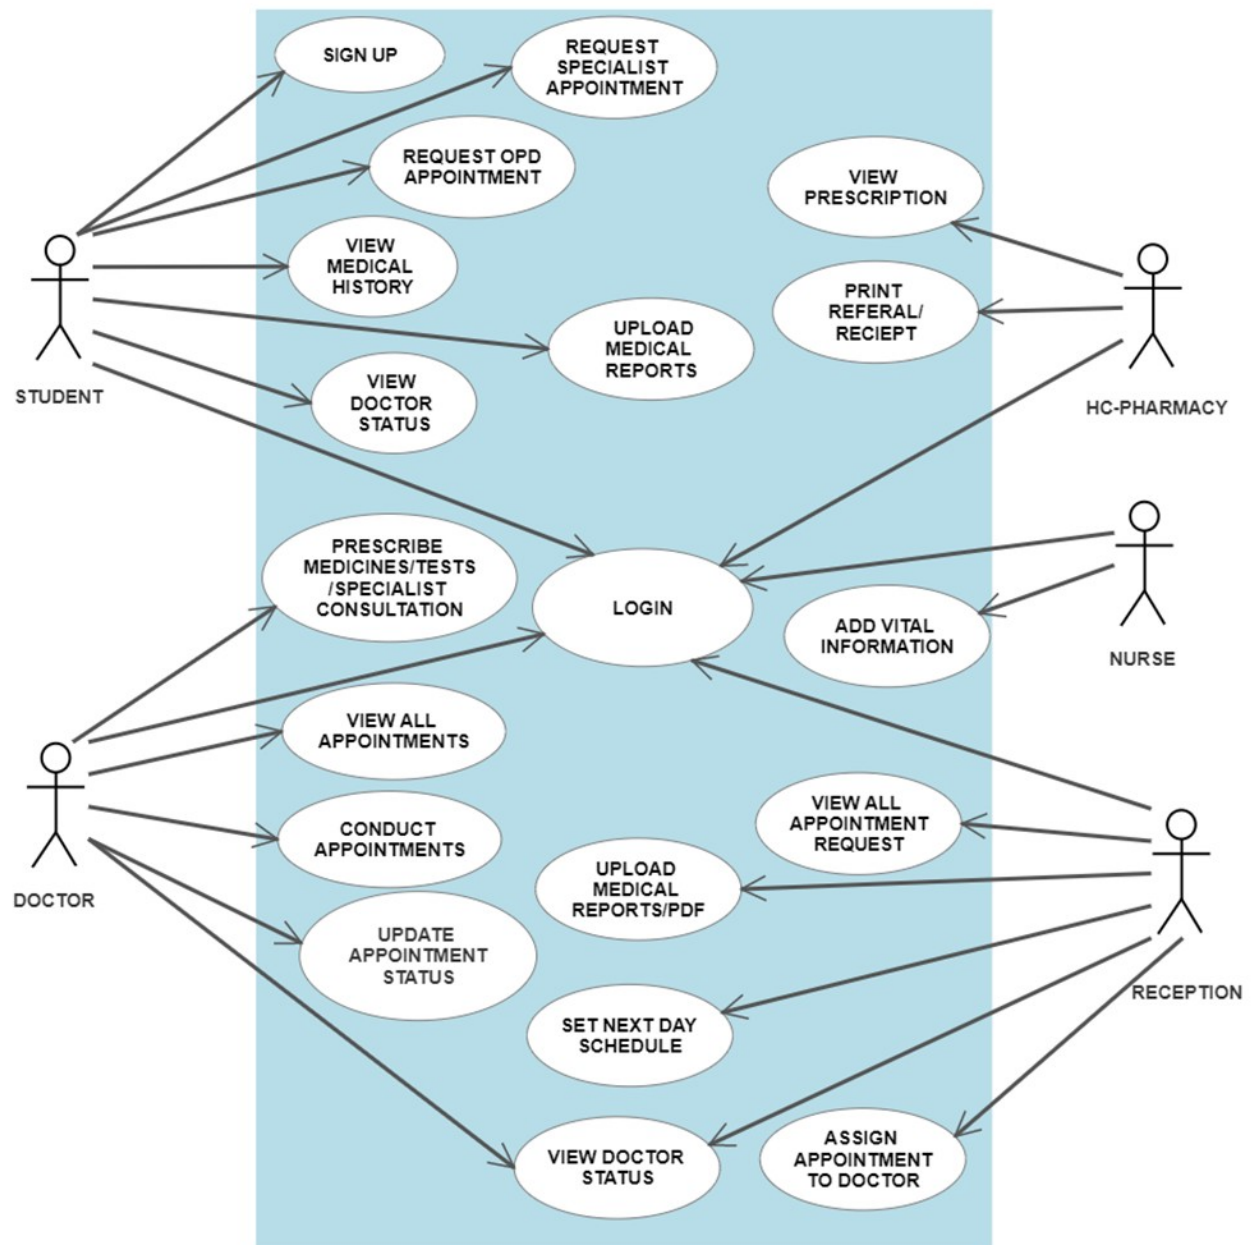 SIGN UP
REQUEST
SPECIALIST
APPOINTMENT
REQUEST OPD
APPOINTMENT
VIEW
PRESCRIPTION
VIEW
MEDICAL
HISTORY
PRINT
REFERAL/
RECIEPT
UPLOAD
MEDICAL
REPORTS
VIEW
DOCTOR
STATUS
STUDENT
HC-PHARMACY
PRESCRIBE
MEDICINES/TESTS
/SPECIALIST
CONSULTATION
LOGIN
ADD VITAL
INFORMATION
NURSE
VIEW ALL
APPOINTMENTS
VIEW ALL
APPOINTMENT
REQUEST
CONDUCT
APPOINTMENTS
UPLOAD
MEDICAL
REPORTS/PDF
DOCTOR
UPDATE
APPOINTMENT
STATUS
RECEPTION
SET NEXT DAY
SCHEDULE
VIEW DOCTOR
STATUS
ASSIGN
APPOINTMENT
TO DOCTOR